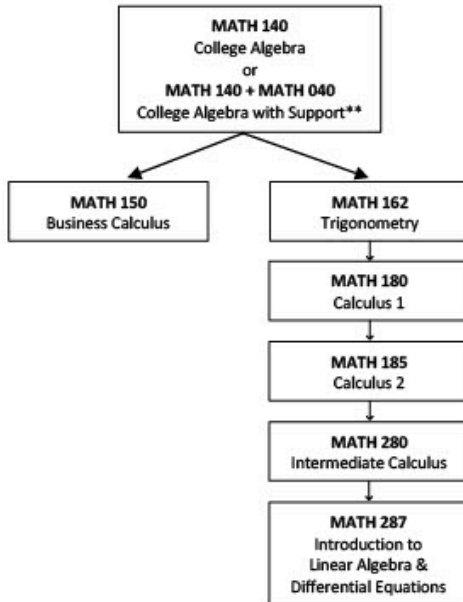 MATH 140
College Algebra
or
MATH 140 + MATH 040
College Algebra with Support**
MATH 150
Business Calculus
MATH 162
Trigonometry
MATH 180
Calculus 1
MATH 185
Calculus 2
MATH 280
Intermediate Calculus
MATH 287
Introduction to
Linear Algebra &
Differential Equations